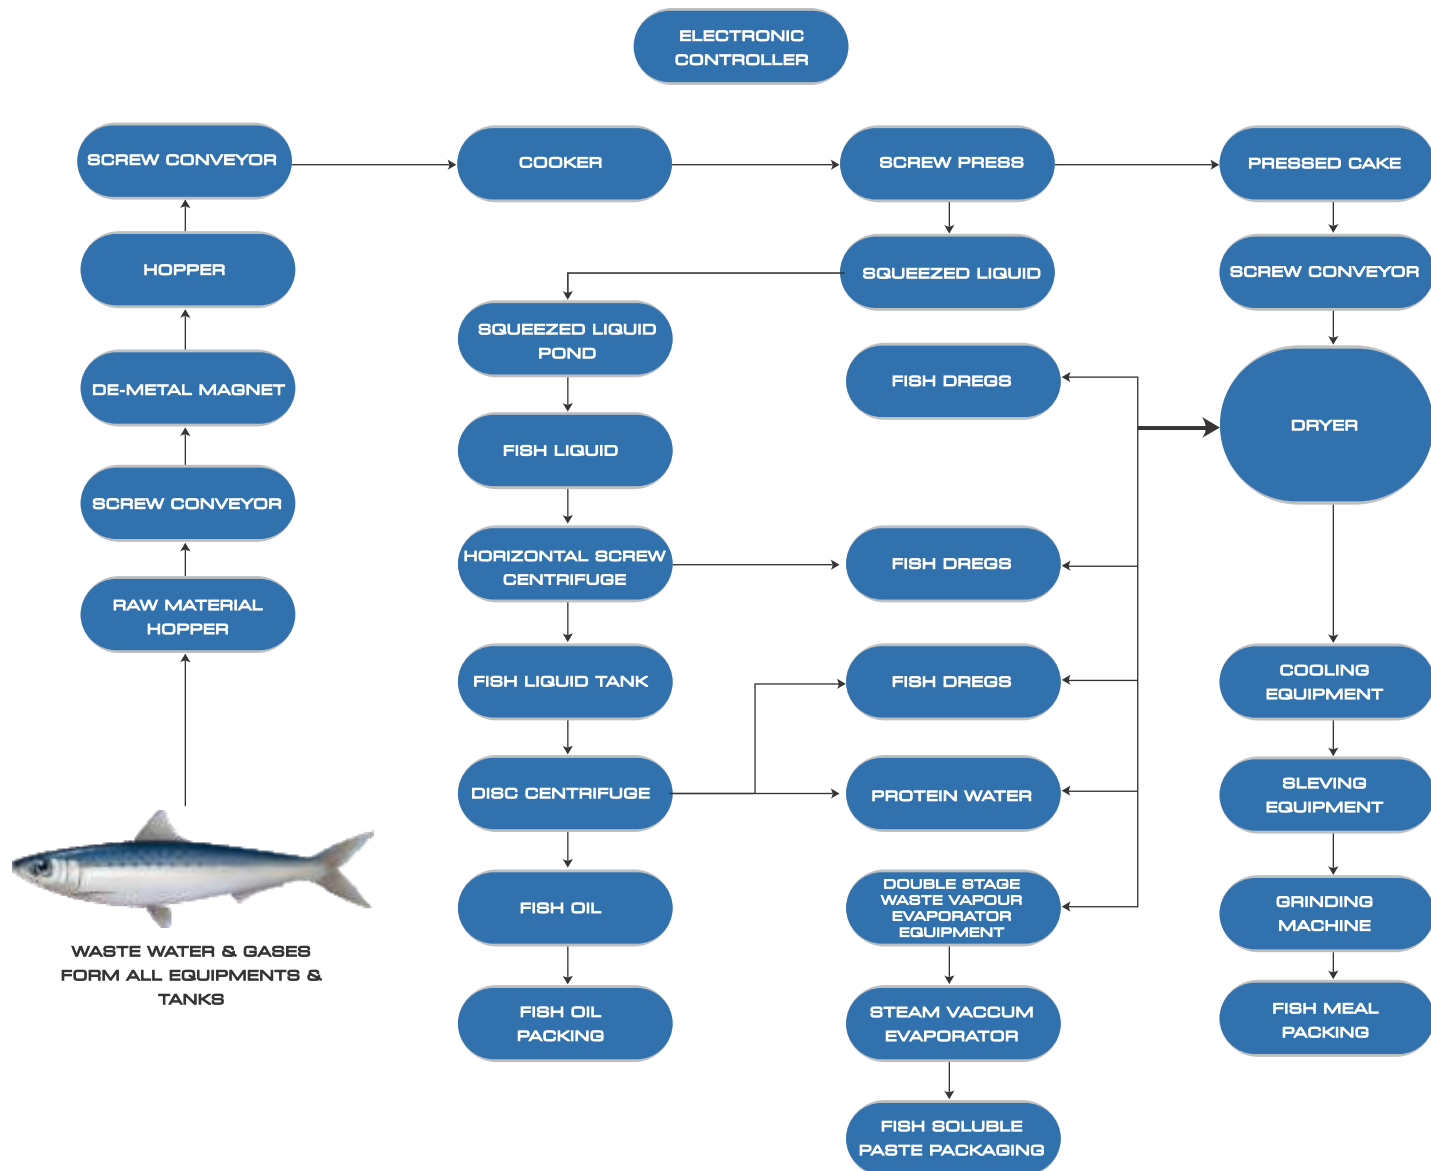 ELECTRONIC
CONTROLLER
SCREW CONVEYOR
COOKER
SCREW PRESS
PRESSED CAKE
HOPPER
SQUEEZED LIQUID
SCREW CONVEYOR
SQUEEZED LIQUID
POND
DE-METAL MAGNET
FISH DREGS
DRYER
FISH LIQUID
SCREW CONVEYOR
HORIZONTAL SCREW
CENTRIFUGE
FISH DREGS
RAW MATERIAL
HOPPER
FISH LIQUID TANK
FISH DREGS
COOLING
EQUIPMENT
DISC CENTRIFUGE
PROTEIN WATER
SLEVING
EQUIPMENT
FISH OIL
DOUBLE STAGE
WASTE VAPOUR
EVAPORATOR
EQUIPMENT
GRINDING
MACHINE
WASTE WATER & GASES
FORM ALL EQUIPMENTS &
TANKS
FISH OIL
PACKING
STEAM VACCUM
EVAPORATOR
FISH MEAL
PACKING
FISH SOLUBLE
PASTE PACKAGING